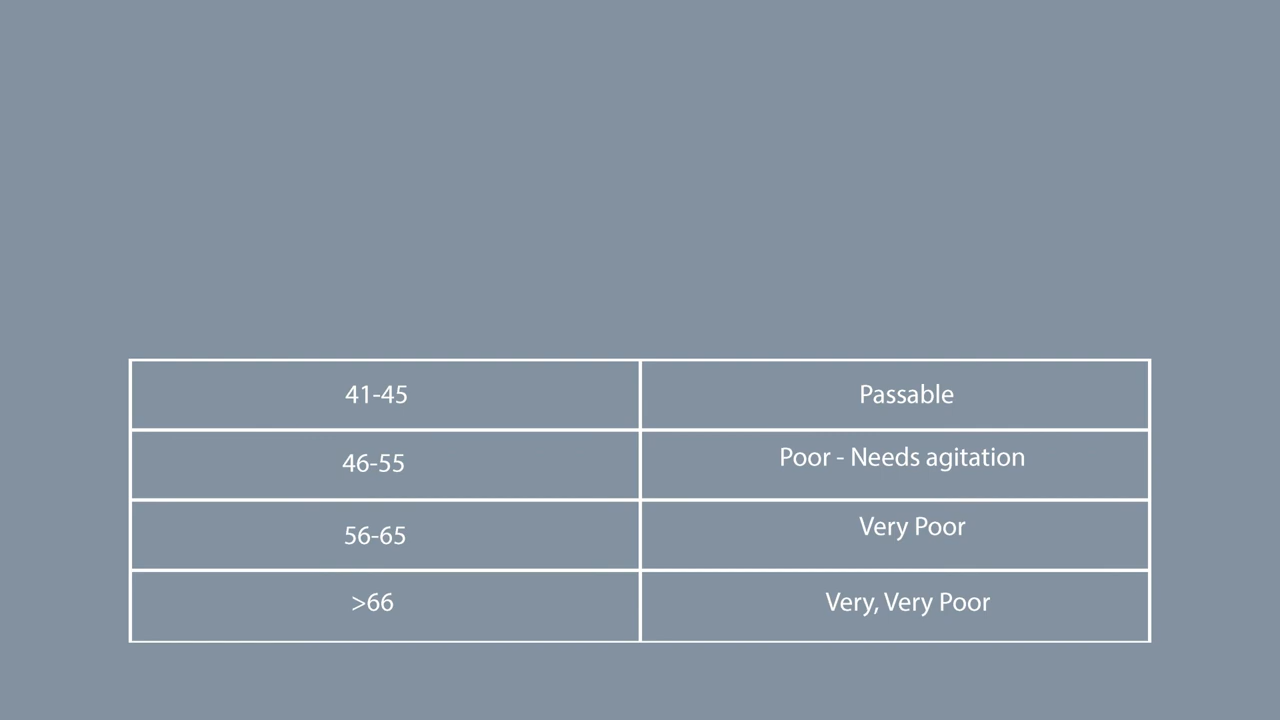 41-45 Passable
46-55 Poor - Needs agitation
56-65 Very Poor
>66 Very, Very Poor